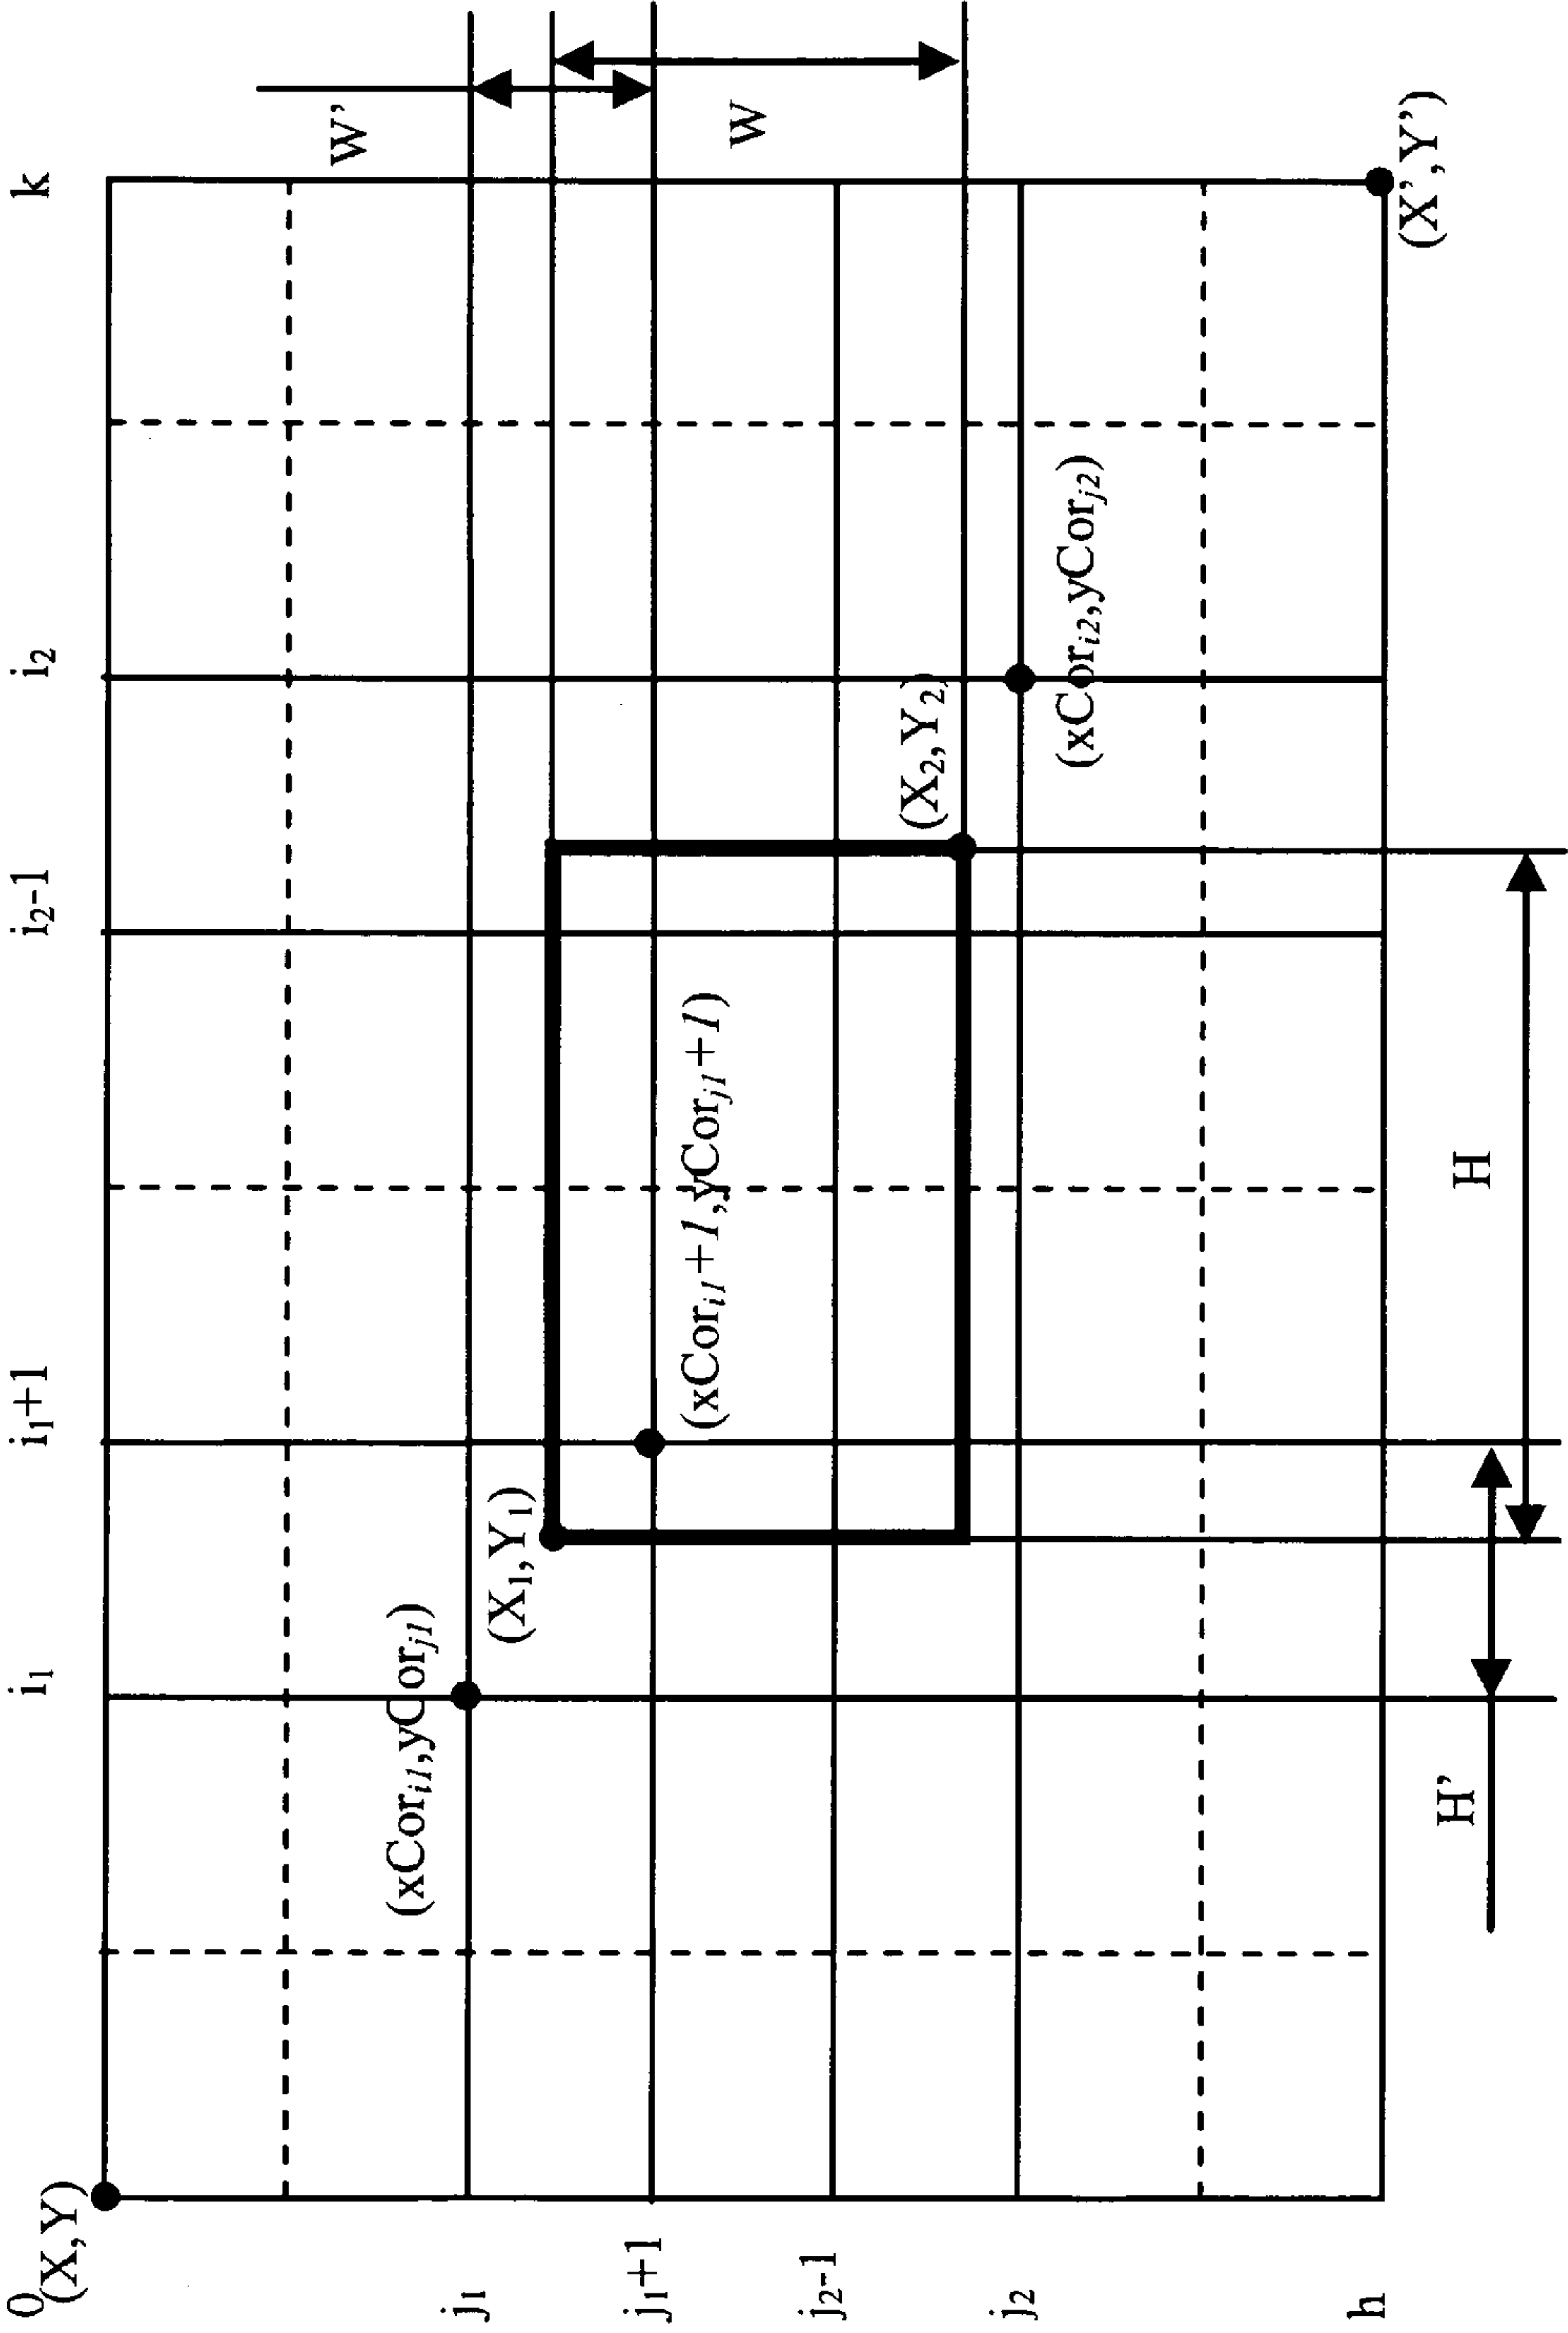 0 i₁ i₁+1 i₂-1 i₂ k
(X,Y)
W’
(xCorᵢ₁,yCorⱼ₁)
j₁
(X₁,Y₁)
j₁+1
(xCorᵢ₁+1,yCorⱼ₁+1)
W
j₂-1
(X₂,Y₂)
j₂
(xCorᵢ₂,yCorⱼ₂)
h
(X’,Y’)
H’
H